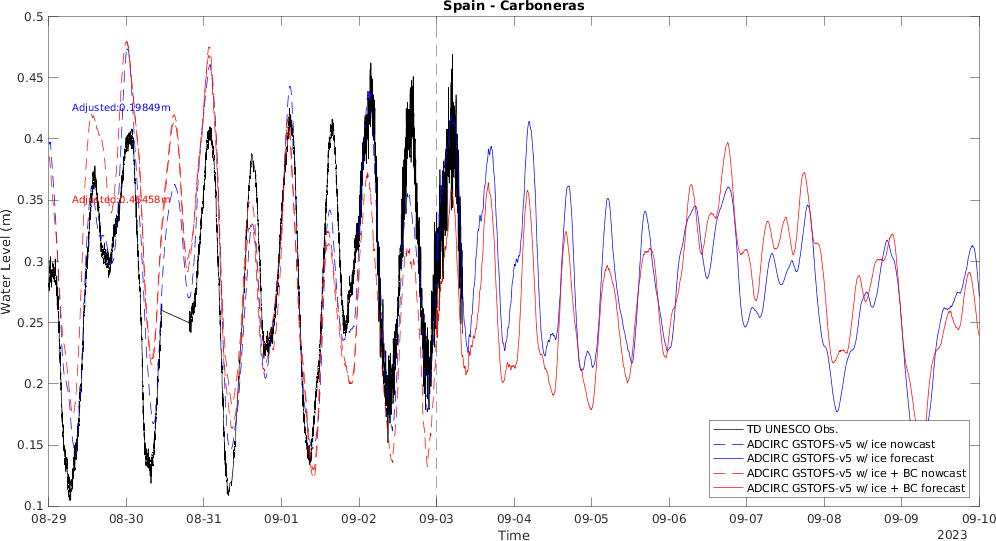 Spain - Carboneras
0.5
0.45
0.4
0.35
0.3
0.25
0.2
0.15
0.1
Water Level (m)
Adjusted:0.19849m
Adjusted:0.46458m
TD UNESCO Obs.
ADCIRC GSTOFS-v5 w/ ice nowcast
ADCIRC GSTOFS-v5 w/ ice forecast
ADCIRC GSTOFS-v5 w/ ice + BC nowcast
ADCIRC GSTOFS-v5 w/ ice + BC forecast
08-29 08-30 08-31 09-01 09-02 09-03 09-04 09-05 09-06 09-07 09-08 09-09 09-10
Time
2023